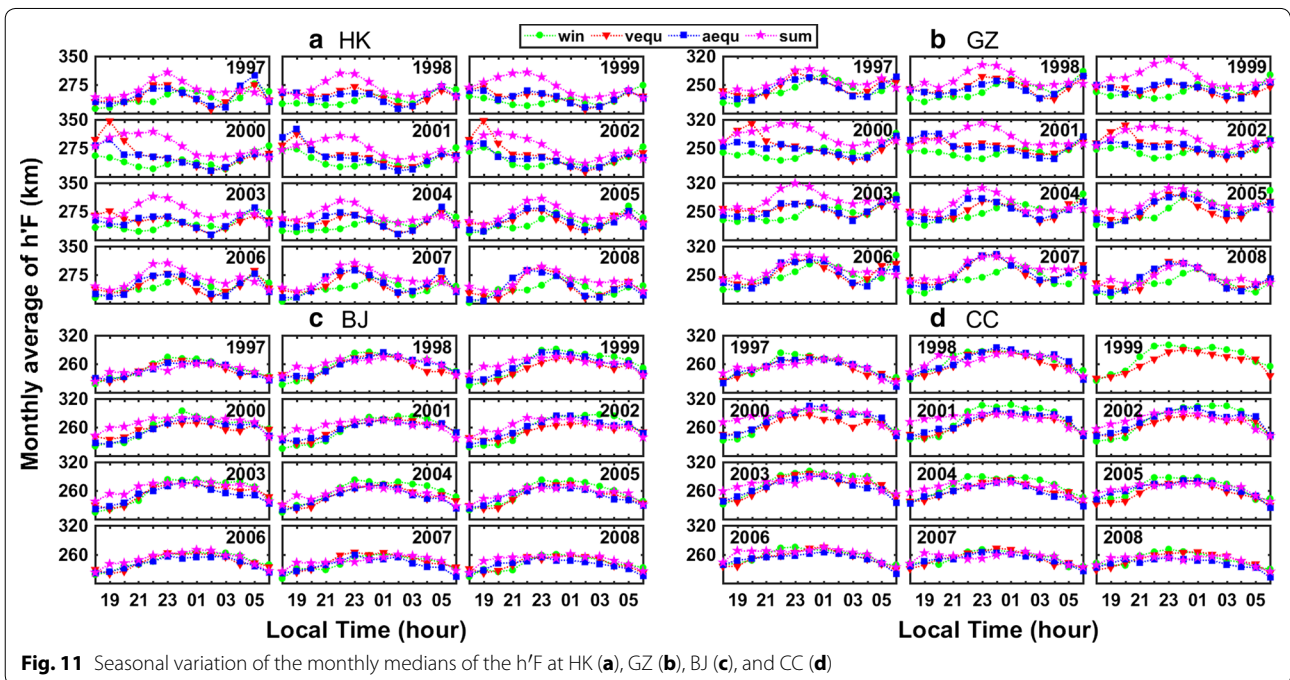 win vequ aequ sum
a HK
b GZ
350 1997 1998 1999
275
350 2000 2001 2002
275
350 2003 2004 2005
275
350 2006 2007 2008
275
320 1997 1998 1999
250
320 2000 2001 2002
250
320 2003 2004 2005
250
320 2006 2007 2008
250
c BJ
d CC
320 1997 1998 1999
260
320 2000 2001 2002
260
320 2003 2004 2005
260
320 2006 2007 2008
260
19 21 23 01 03 05 19 21 23 01 03 05 19 21 23 01 03 05
320 1997 1998 1999
260
320 2000 2001 2002
260
320 2003 2004 2005
260
320 2006 2007 2008
260
19 21 23 01 03 05 19 21 23 01 03 05 19 21 23 01 03 05
Monthly average of h'F (km)
Local Time (hour)
Local Time (hour)
Fig. 11 Seasonal variation of the monthly medians of the h′F at HK (a), GZ (b), BJ (c), and CC (d)